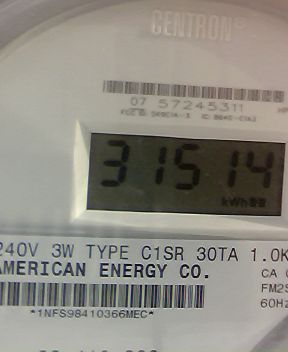 CENTRON®
07 57245311
31514
kWh
240V 3W TYPE C1SR 30TA 1.0K
AMERICAN ENERGY CO.
CA
FM2S
60Hz
*1NFS98410366MEC*